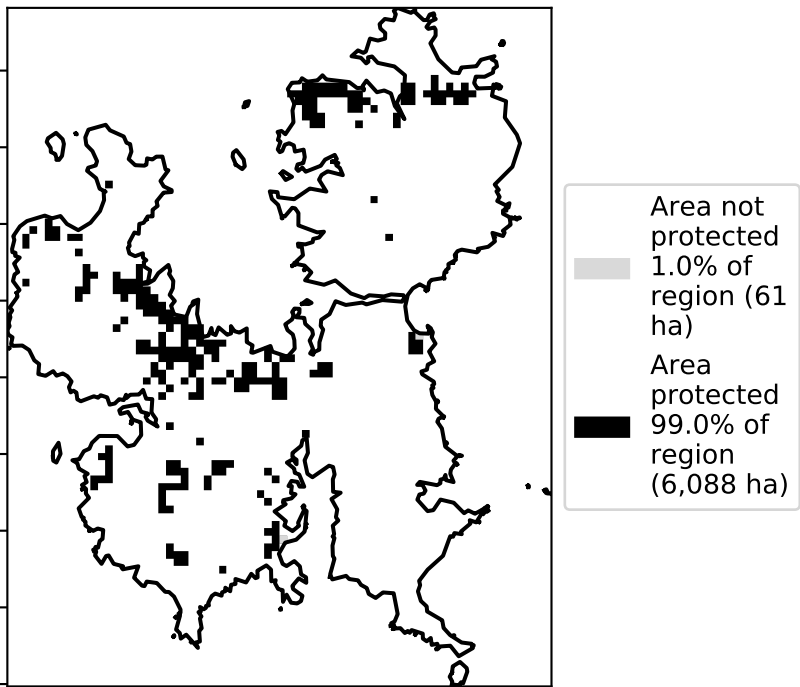 Area not
protected
1.0% of
region (61
ha)
Area
protected
99.0% of
region
(6,088 ha)